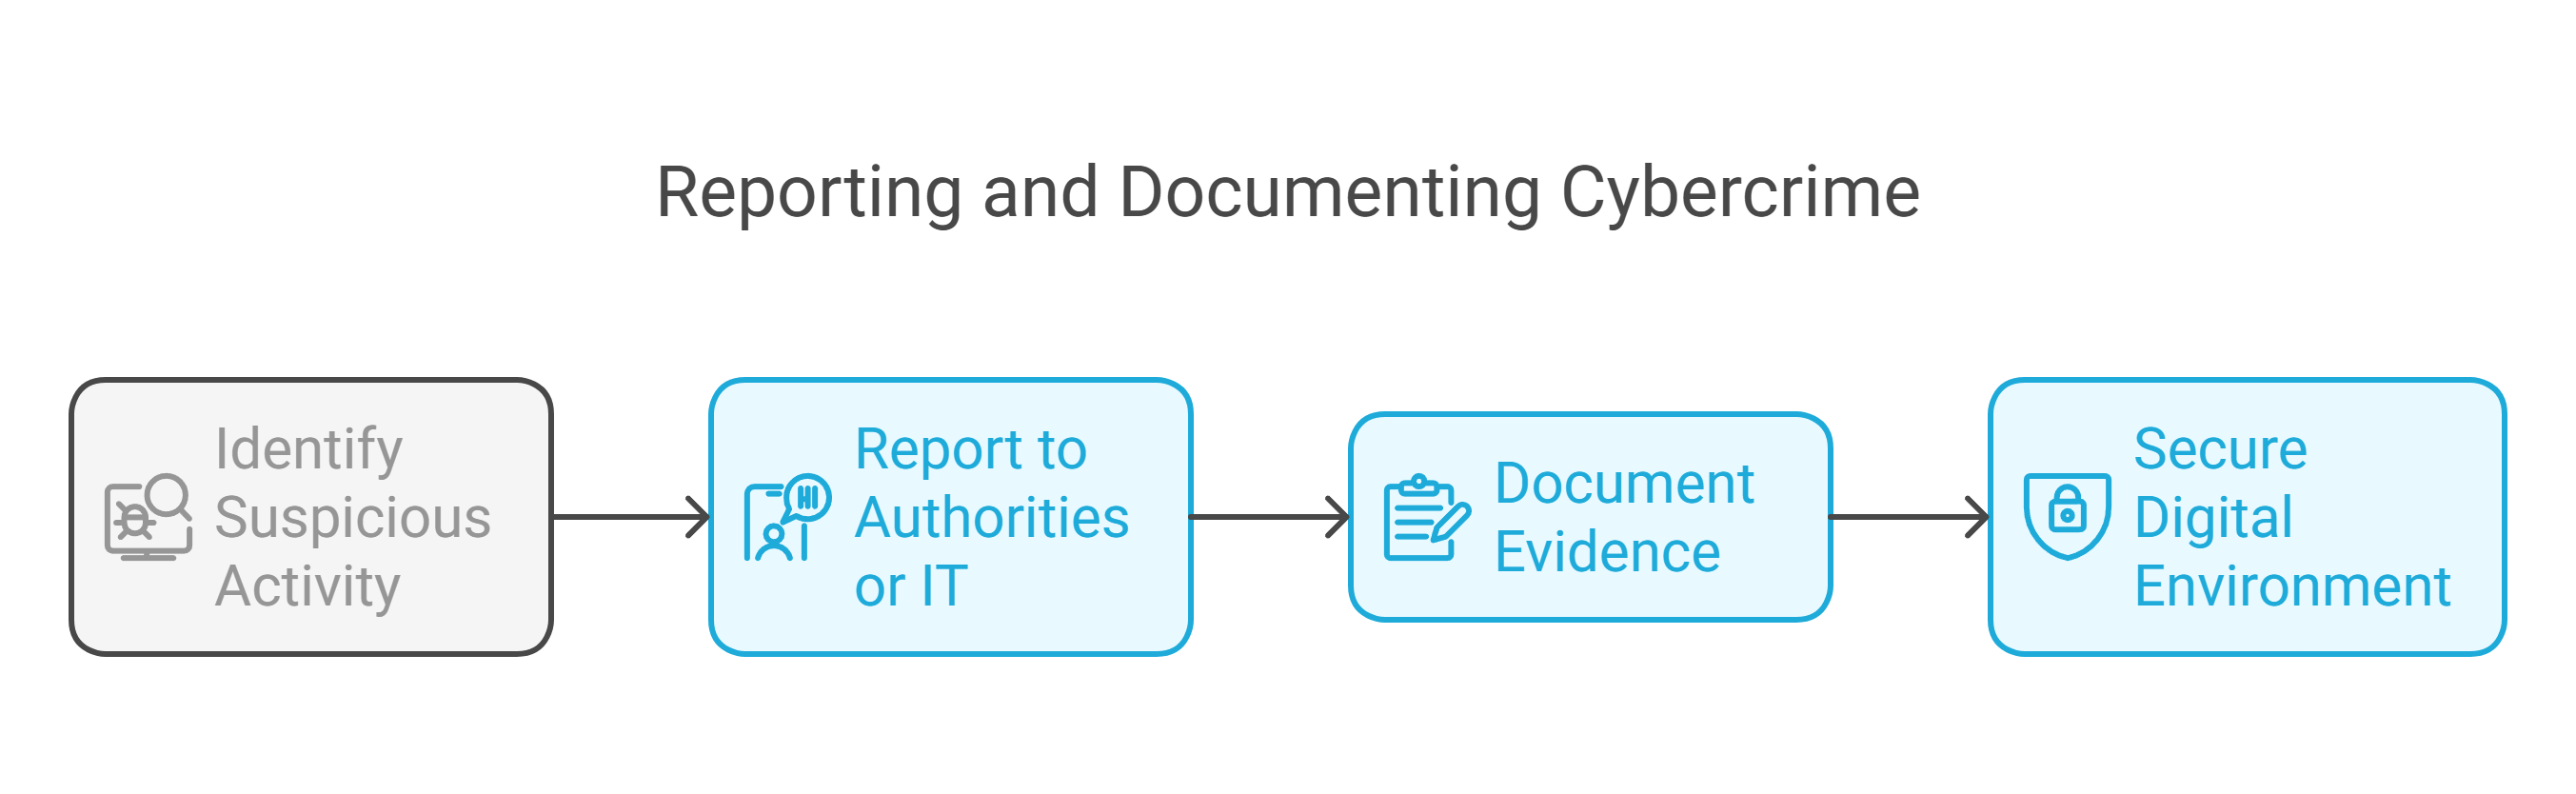 Reporting and Documenting Cybercrime
Identify
Suspicious
Activity
Report to
Authorities
or IT
Document
Evidence
Secure
Digital
Environment